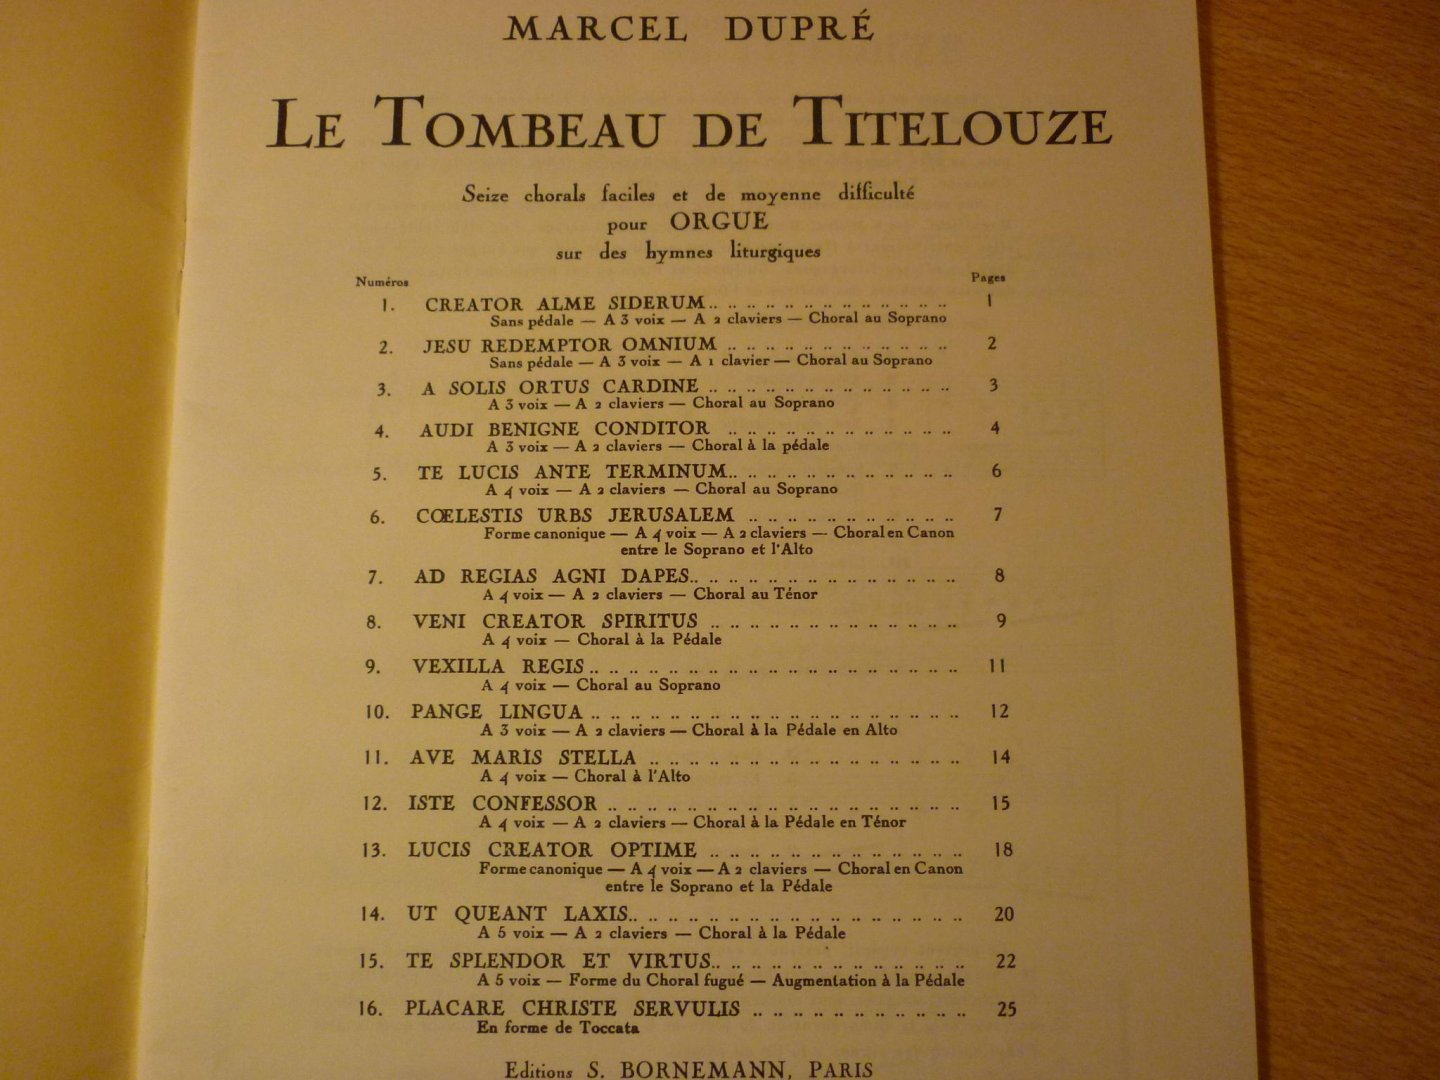 MARCEL DUPRÉ
LE TOMBEAU DE TITELOUZE
Seize chorals faciles et de moyenne difficulté
pour ORGUE
sur des hymnes liturgiques
Numéros Pages
1. CREATOR ALME SIDERUM 1
Sans pédale — A 3 voix — A 2 claviers — Choral au Soprano
2. JESU REDEMPTOR OMNIUM 2
Sans pédale — A 3 voix — A 1 clavier — Choral au Soprano
3. A SOLIS ORTUS CARDINE 3
A 3 voix — A 2 claviers — Choral au Soprano
4. AUDI BENIGNE CONDITOR 4
A 3 voix — A 2 claviers — Choral à la pédale
5. TE LUCIS ANTE TERMINUM 6
A 4 voix — A 2 claviers — Choral au Soprano
6. CŒLESTIS URBS JERUSALEM 7
Forme canonique — A 4 voix — A 2 claviers — Choral en Canon
entre le Soprano et l'Alto
7. AD REGIAS AGNI DAPES 8
A 4 voix — A 2 claviers — Choral au Ténor
8. VENI CREATOR SPIRITUS 9
A 4 voix — Choral à la Pédale
9. VEXILLA REGIS 11
A 4 voix — Choral au Soprano
10. PANGE LINGUA 12
A 3 voix — A 2 claviers — Choral à la Pédale en Alto
11. AVE MARIS STELLA 14
A 4 voix — Choral à l'Alto
12. ISTE CONFESSOR 15
A 4 voix — A 2 claviers — Choral à la Pédale en Ténor
13. LUCIS CREATOR OPTIME 18
Forme canonique — A 4 voix — A 2 claviers — Choral en Canon
entre le Soprano et la Pédale
14. UT QUEANT LAXIS 20
A 5 voix — A 2 claviers — Choral à la Pédale
15. TE SPLENDOR ET VIRTUS 22
A 5 voix — Forme du Choral fugué — Augmentation à la Pédale
16. PLACARE CHRISTE SERVULIS 25
En forme de Toccata
Editions S. BORNEMANN, PARIS